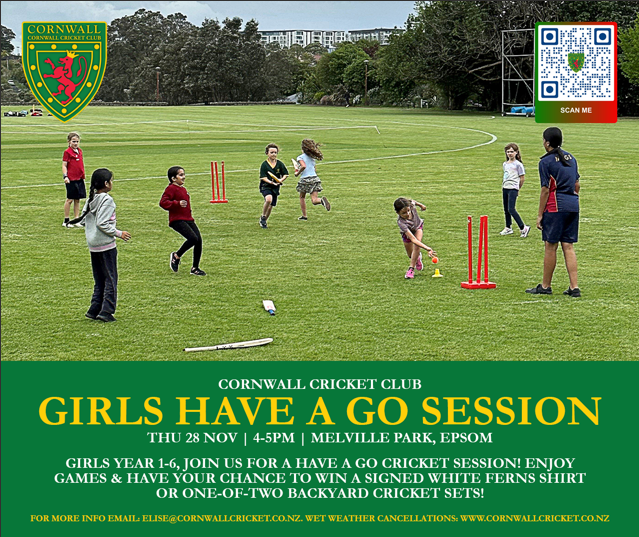 CORNWALL
CORNWALL CRICKET CLUB
SCAN ME
CORNWALL CRICKET CLUB
GIRLS HAVE A GO SESSION
THU 28 NOV | 4-5PM | MELVILLE PARK, EPSOM
GIRLS YEAR 1-6, JOIN US FOR A HAVE A GO CRICKET SESSION! ENJOY
GAMES & HAVE YOUR CHANCE TO WIN A SIGNED WHITE FERNS SHIRT
OR ONE-OF-TWO BACKYARD CRICKET SETS!
FOR MORE INFO EMAIL: ELISE@CORNWALLCRICKET.CO.NZ. WET WEATHER CANCELLATIONS: WWW.CORNWALLCRICKET.CO.NZ